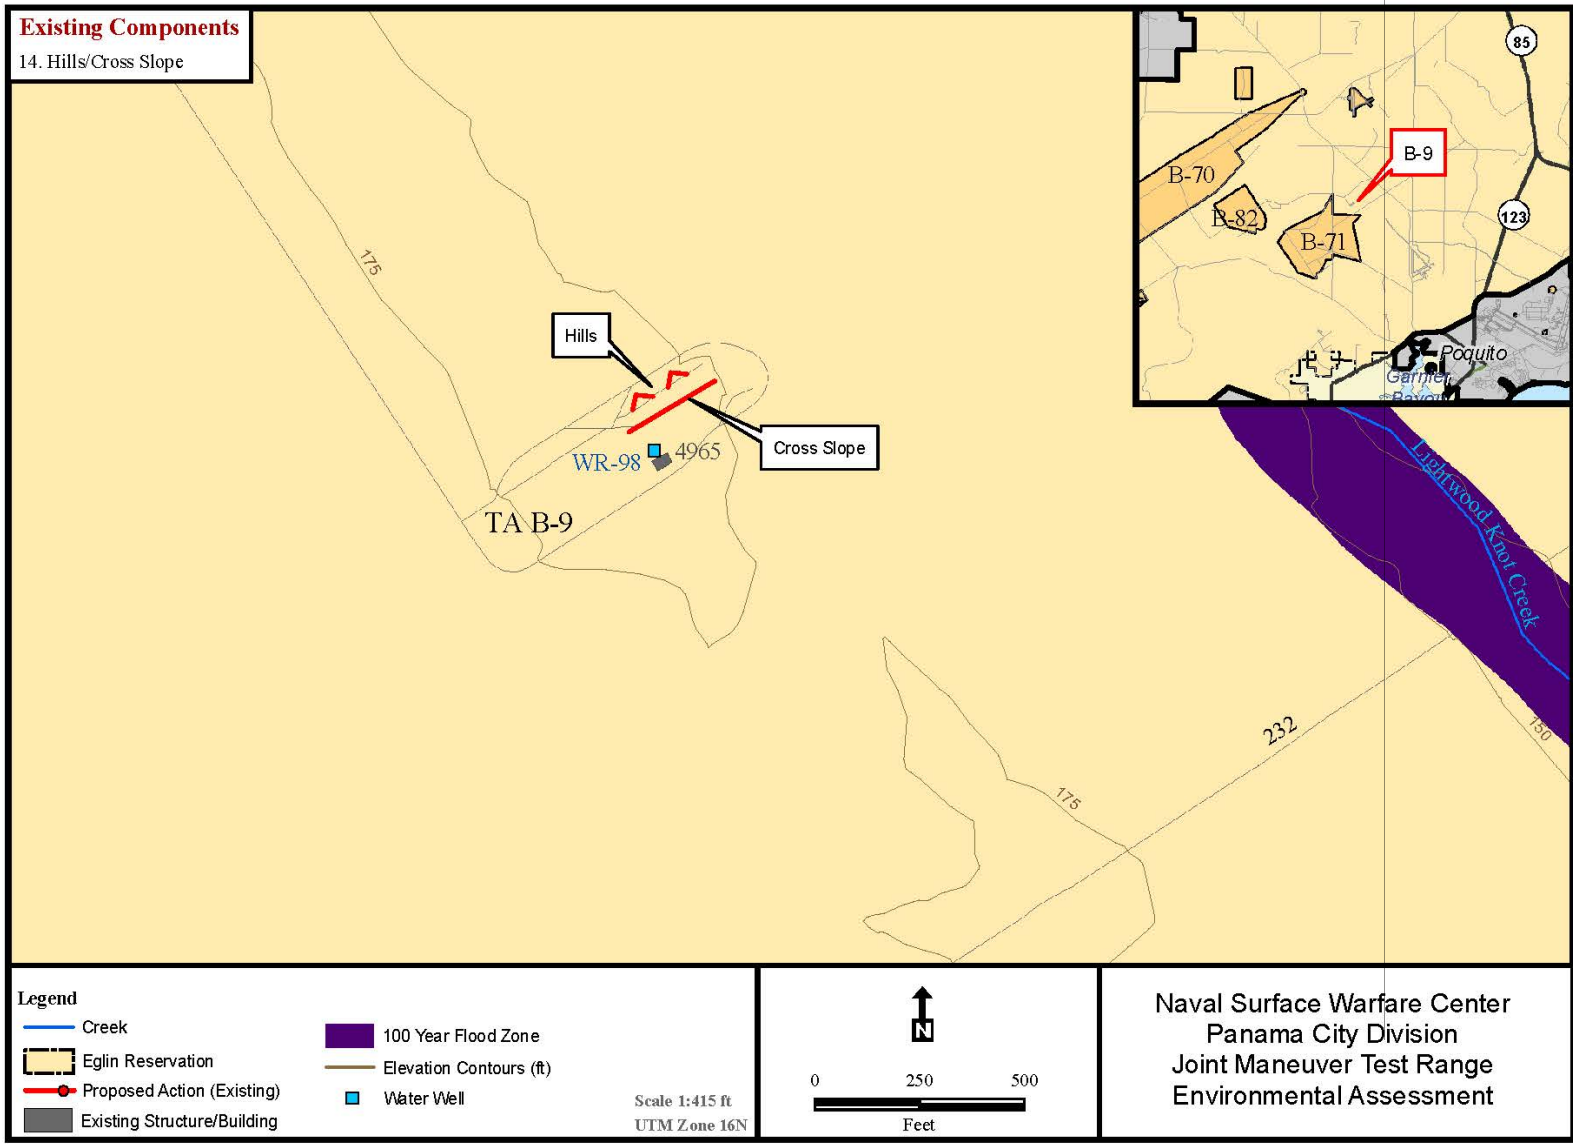 Existing Components
14. Hills/Cross Slope
85
B-9
B-70
B-82
B-71
123
Poquito
Garnier
Bayou
175
Hills
Cross Slope
WR-98
4965
TA B-9
Lightwood Knot Creek
232
150
175
Legend
Creek
Eglin Reservation
Proposed Action (Existing)
Existing Structure/Building
100 Year Flood Zone
Elevation Contours (ft)
Water Well
Scale 1:415 ft
UTM Zone 16N
N
0 250 500
Feet
Naval Surface Warfare Center
Panama City Division
Joint Maneuver Test Range
Environmental Assessment